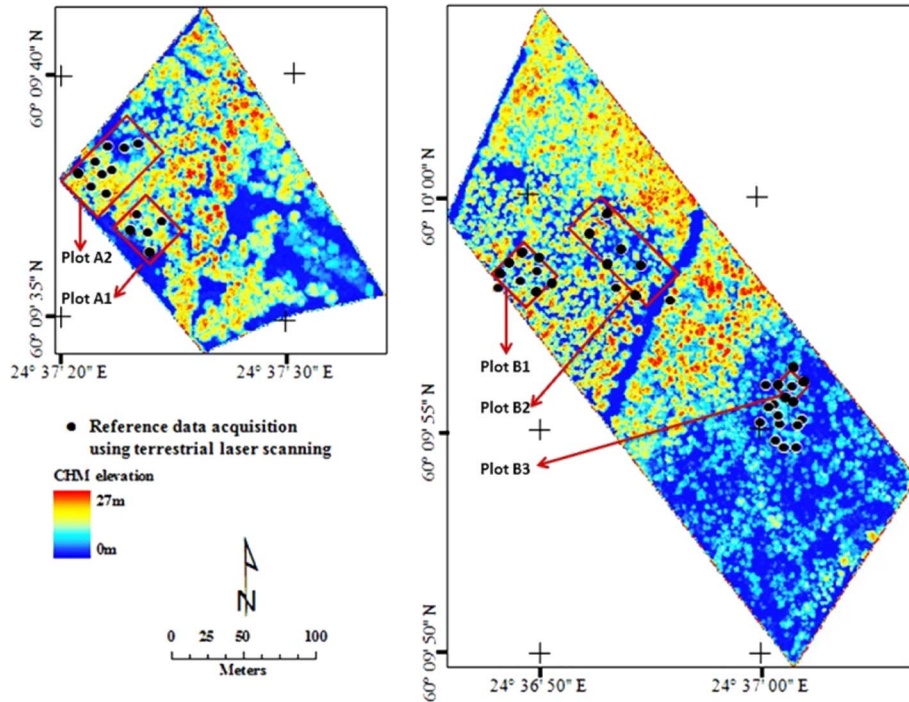 60° 09' 40" N
60° 09' 35" N
Plot A2
Plot A1
24° 37' 20" E
24° 37' 30" E
Reference data acquisition
using terrestrial laser scanning
CHM elevation
27m
0m
N
0 25 50 100
Meters
60° 10' 00" N
60° 09' 55" N
60° 09' 50" N
Plot B1
Plot B2
Plot B3
24° 36' 50" E
24° 37' 00" E